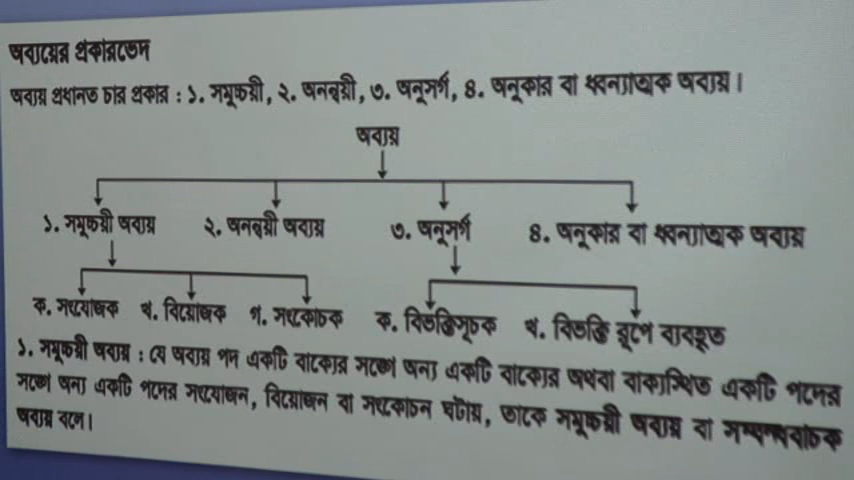 অব্যয়ের প্রকারভেদ
অব্যয় প্রধানত চার প্রকার : ১. সমুচ্চয়ী, ২. অনন্বয়ী, ৩. অনুসর্গ, ৪. অনুকার বা ধ্বন্যাত্মক অব্যয়।
অব্যয়
১. সমুচ্চয়ী অব্যয় ২. অনন্বয়ী অব্যয় ৩. অনুসর্গ ৪. অনুকার বা ধ্বন্যাত্মক অব্যয়
ক. সংযোজক খ. বিয়োজক গ. সংকোচক ক. বিভক্তিসূচক খ. বিভক্তি রূপে ব্যবহৃত
১. সমুচ্চয়ী অব্যয় : যে অব্যয় পদ একটি বাক্যের সঙ্গে অন্য একটি বাক্যের অথবা বাক্যস্থিত একটি পদের
সঙ্গে অন্য একটি পদের সংযোজন, বিয়োজন বা সংকোচন ঘটায়, তাকে সমুচ্চয়ী অব্যয় বা সম্বন্ধবাচক
অব্যয় বলে।